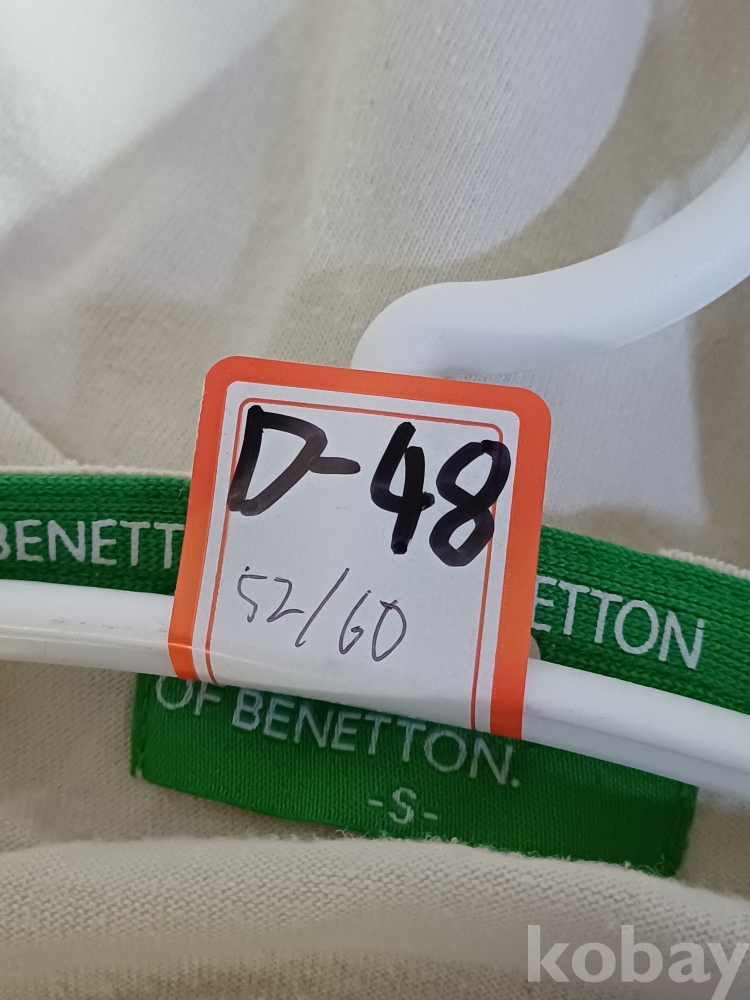 D-48
52/60
BENETT
ETTON
OF BENETTON.
-S-
kobay